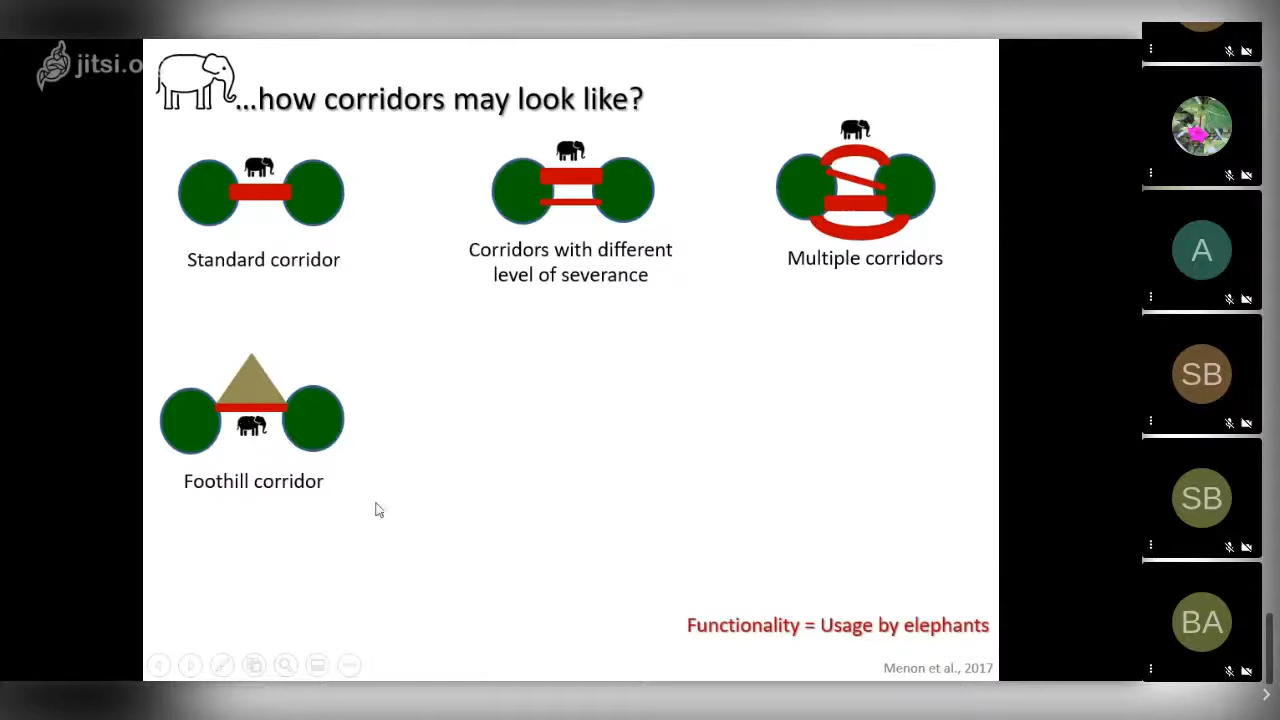 jitsi.o
...how corridors may look like?
Standard corridor
Corridors with different
level of severance
Multiple corridors
Foothill corridor
Functionality = Usage by elephants
Menon et al., 2017
A
SB
SB
BA